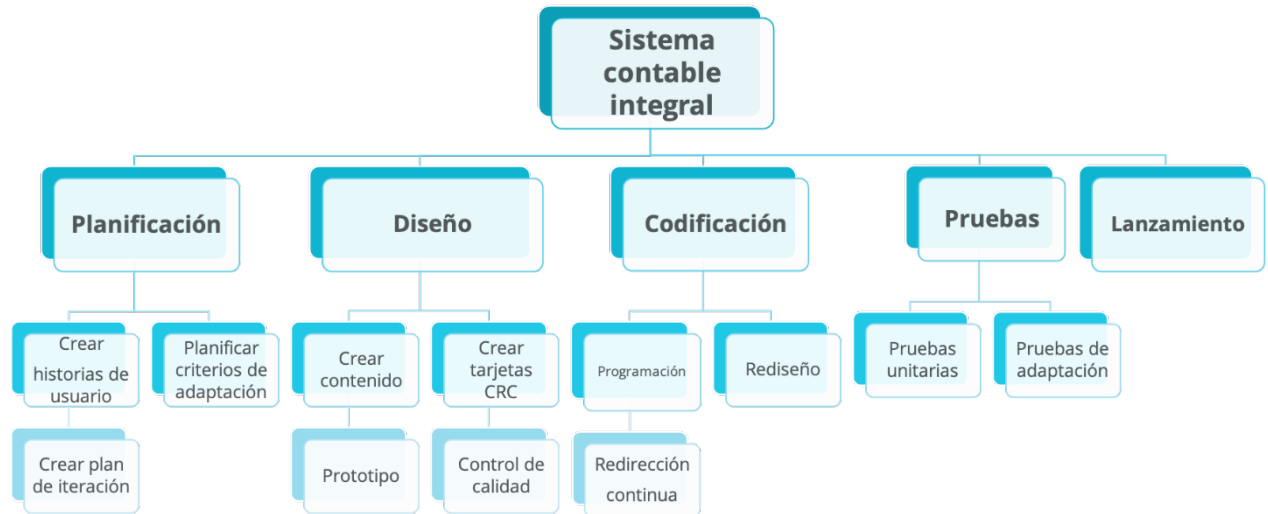 Sistema
contable
integral
Planificación
Diseño
Codificación
Pruebas
Lanzamiento
Crear
historias de
usuario
Planificar
criterios de
adaptación
Crear
contenido
Crear
tarjetas
CRC
Programación
Rediseño
Pruebas
unitarias
Pruebas de
adaptación
Crear plan
de iteración
Prototipo
Control de
calidad
Redirección
continua